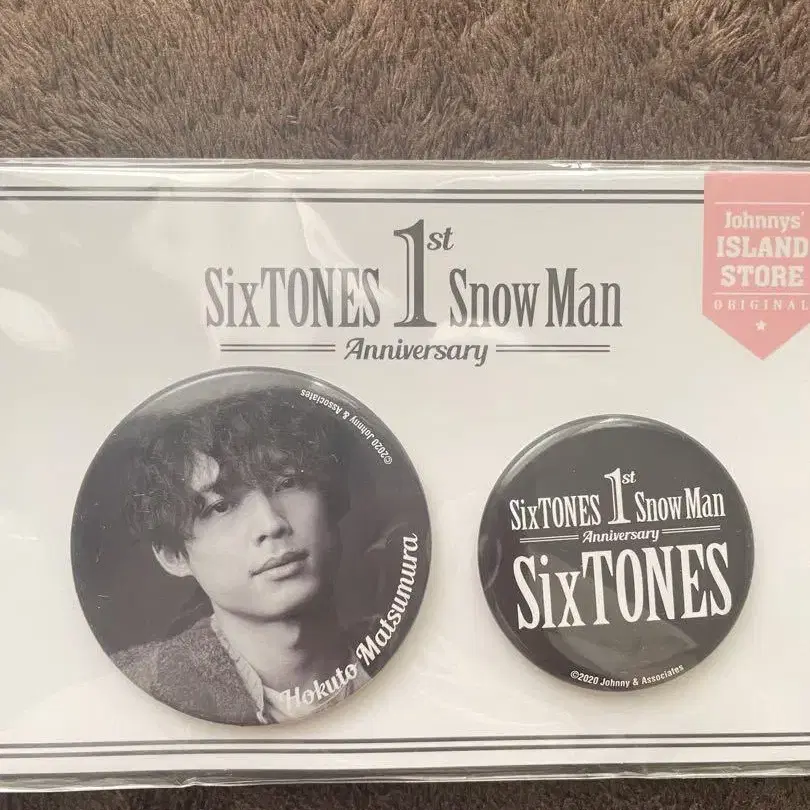 SixTONES 1st Snow Man
Anniversary
Johnnys'
ISLAND
STORE
ORIGINAL
©2020 Johnny & Associates
Hokuto Matsumura
SixTONES 1st Snow Man
Anniversary
SixTONES
©2020 Johnny & Associates